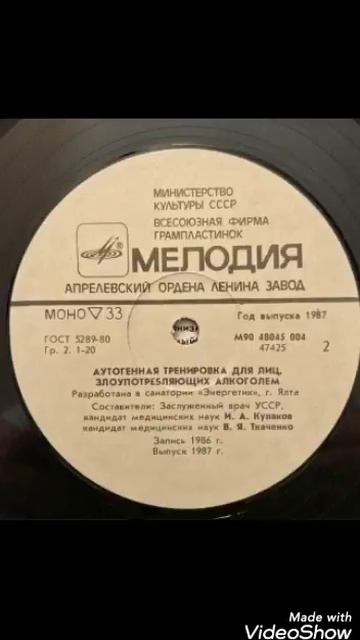 МИНИСТЕРСТВО
КУЛЬТУРЫ СССР
ВСЕСОЮЗНАЯ ФИРМА
ГРАМПЛАСТИНОК
МЕЛОДИЯ
АПРЕЛЕВСКИЙ ОРДЕНА ЛЕНИНА ЗАВОД
МОНО ▽ 33
Год выпуска 1987
ГОСТ 5289-80
Гр. 2. 1-20
М90 48045 004
47425
2
АУТОГЕННАЯ ТРЕНИРОВКА ДЛЯ ЛИЦ,
ЗЛОУПОТРЕБЛЯЮЩИХ АЛКОГОЛЕМ
Разработана в санатории «Энергетик», г. Ялта
Составители: Заслуженный врач УССР,
кандидат медицинских наук И. А. Кулаков
кандидат медицинских наук В. Я. Ткаченко
Запись 1986 г.
Выпуск 1987 г.
Made with
VideoShow